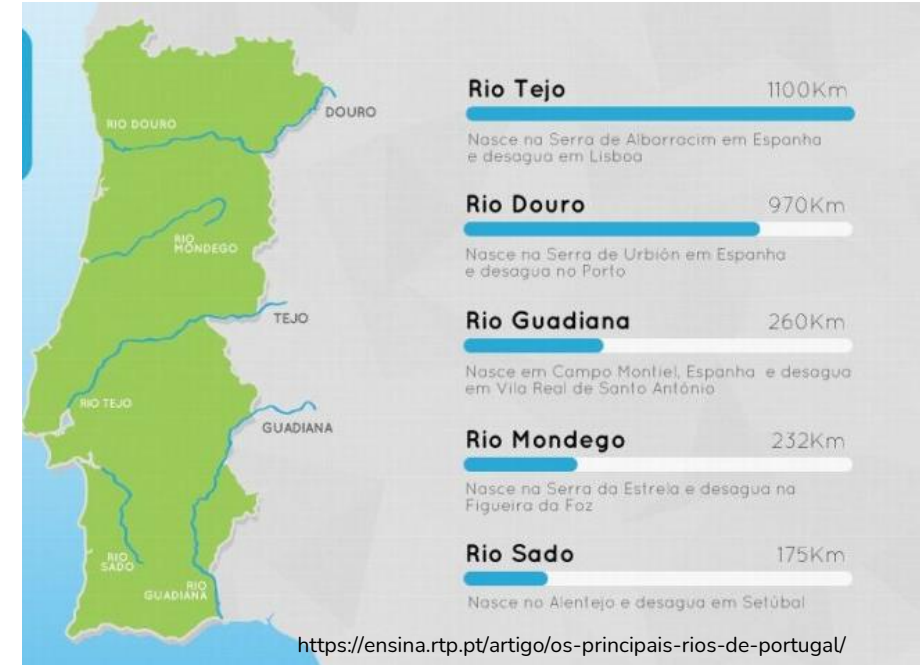 RIO DOURO
DOURO
RIO
MONDEGO
TEJO
RIO TEJO
GUADIANA
RIO
SADO
RIO
GUADIANA
Rio Tejo 1100Km
Nasce na Serra de Albarracim em Espanha
e desagua em Lisboa
Rio Douro 970Km
Nasce na Serra de Urbión em Espanha
e desagua no Porto
Rio Guadiana 260Km
Nasce em Campo Montiel, Espanha e desagua
em Vila Real de Santo António
Rio Mondego 232Km
Nasce na Serra da Estrela e desagua na
Figueira da Foz
Rio Sado 175Km
Nasce no Alentejo e desagua em Setúbal
https://ensina.rtp.pt/artigo/os-principais-rios-de-portugal/